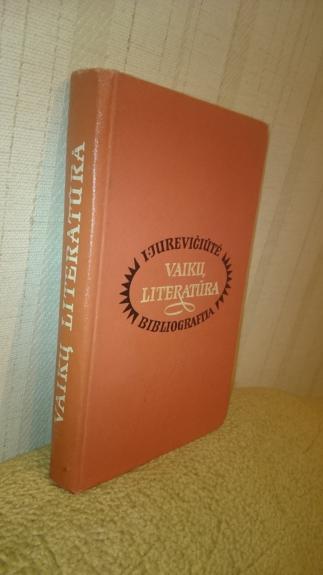 VAIKŲ LITERATŪRA
I. JUREVIČIŪTĖ
VAIKŲ
LITERATŪRA
BIBLIOGRAFIJA